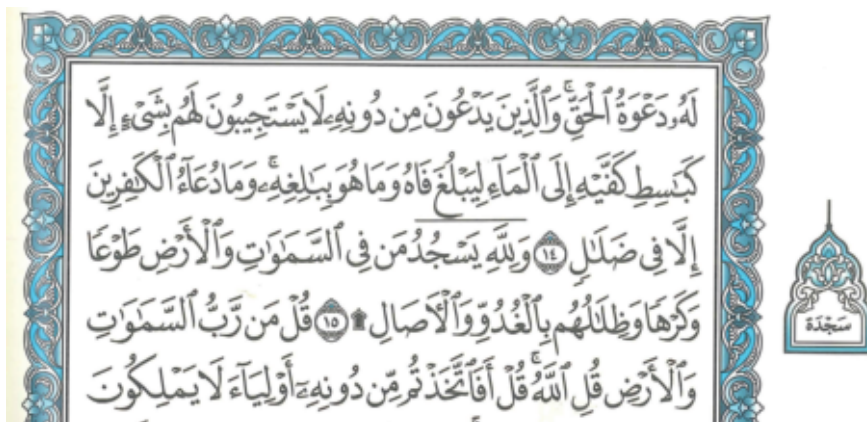 لَهُۥ دَعْوَةُ ٱلْحَقِّ ۚ وَٱلَّذِينَ يَدْعُونَ مِن دُونِهِۦ لَا يَسْتَجِيبُونَ لَهُم بِشَىْءٍ إِلَّا
كَبَـٰسِطِ كَفَّيْهِ إِلَى ٱلْمَآءِ لِيَبْلُغَ فَاهُ وَمَا هُوَ بِبَـٰلِغِهِۦ ۚ وَمَا دُعَآءُ ٱلْكَـٰفِرِينَ
إِلَّا فِى ضَلَـٰلٍ ١٤ وَلِلَّهِ يَسْجُدُ مَن فِى ٱلسَّمَـٰوَٰتِ وَٱلْأَرْضِ طَوْعًا
وَكَرْهًا وَظِلَـٰلُهُم بِٱلْغُدُوِّ وَٱلْـَٔاصَالِ ۩ ١٥ قُلْ مَن رَّبُّ ٱلسَّمَـٰوَٰتِ
سَجْدَة
وَٱلْأَرْضِ قُلِ ٱللَّهُ ۚ قُلْ أَفَٱتَّخَذْتُم مِّن دُونِهِۦٓ أَوْلِيَآءَ لَا يَمْلِكُونَ